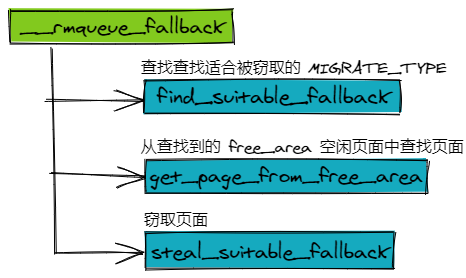 __rmqueue_fallback
查找查找适合被窃取的 MIGRATE_TYPE
find_suitable_fallback
从查找到的 free_area 空闲页面中查找页面
get_page_from_free_area
窃取页面
steal_suitable_fallback